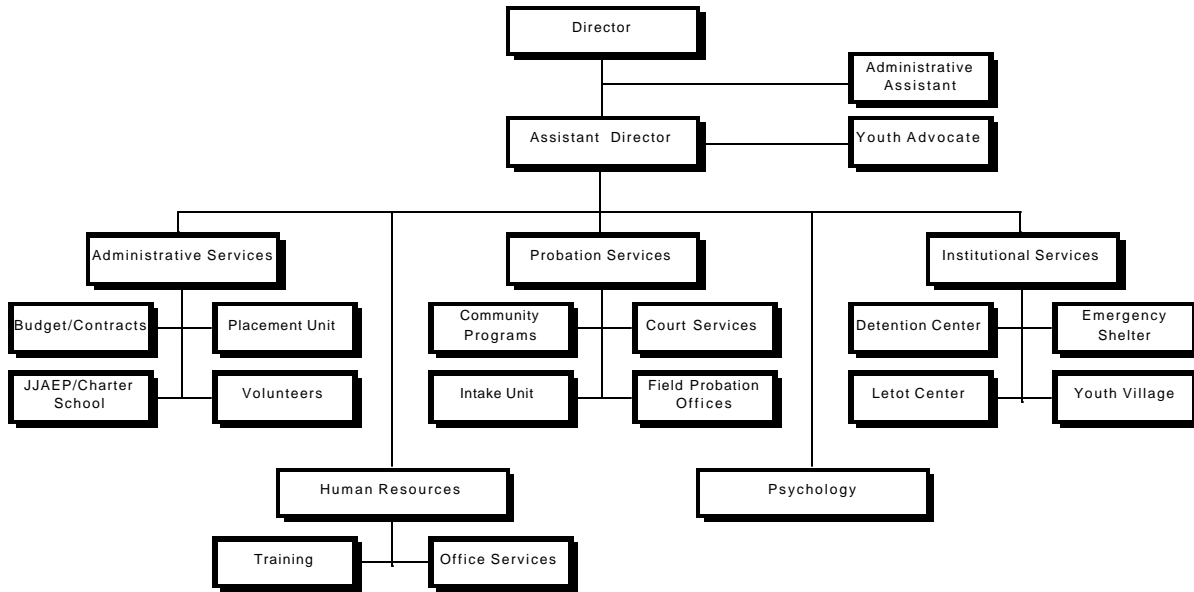 Director
Administrative
Assistant
Assistant Director
Youth Advocate
Administrative Services
Probation Services
Institutional Services
Budget/Contracts
Placement Unit
Community
Programs
Court Services
Detention Center
Emergency
Shelter
JJAEP/Charter
School
Volunteers
Intake Unit
Field Probation
Offices
Letot Center
Youth Village
Human Resources
Psychology
Training
Office Services